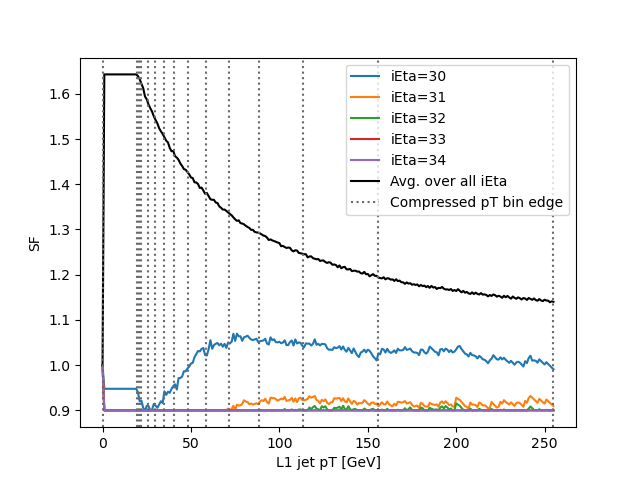 1.6
1.5
1.4
1.3
1.2
1.1
1.0
0.9
SF
iEta=30
iEta=31
iEta=32
iEta=33
iEta=34
Avg. over all iEta
Compressed pT bin edge
0 50 100 150 200 250
L1 jet pT [GeV]